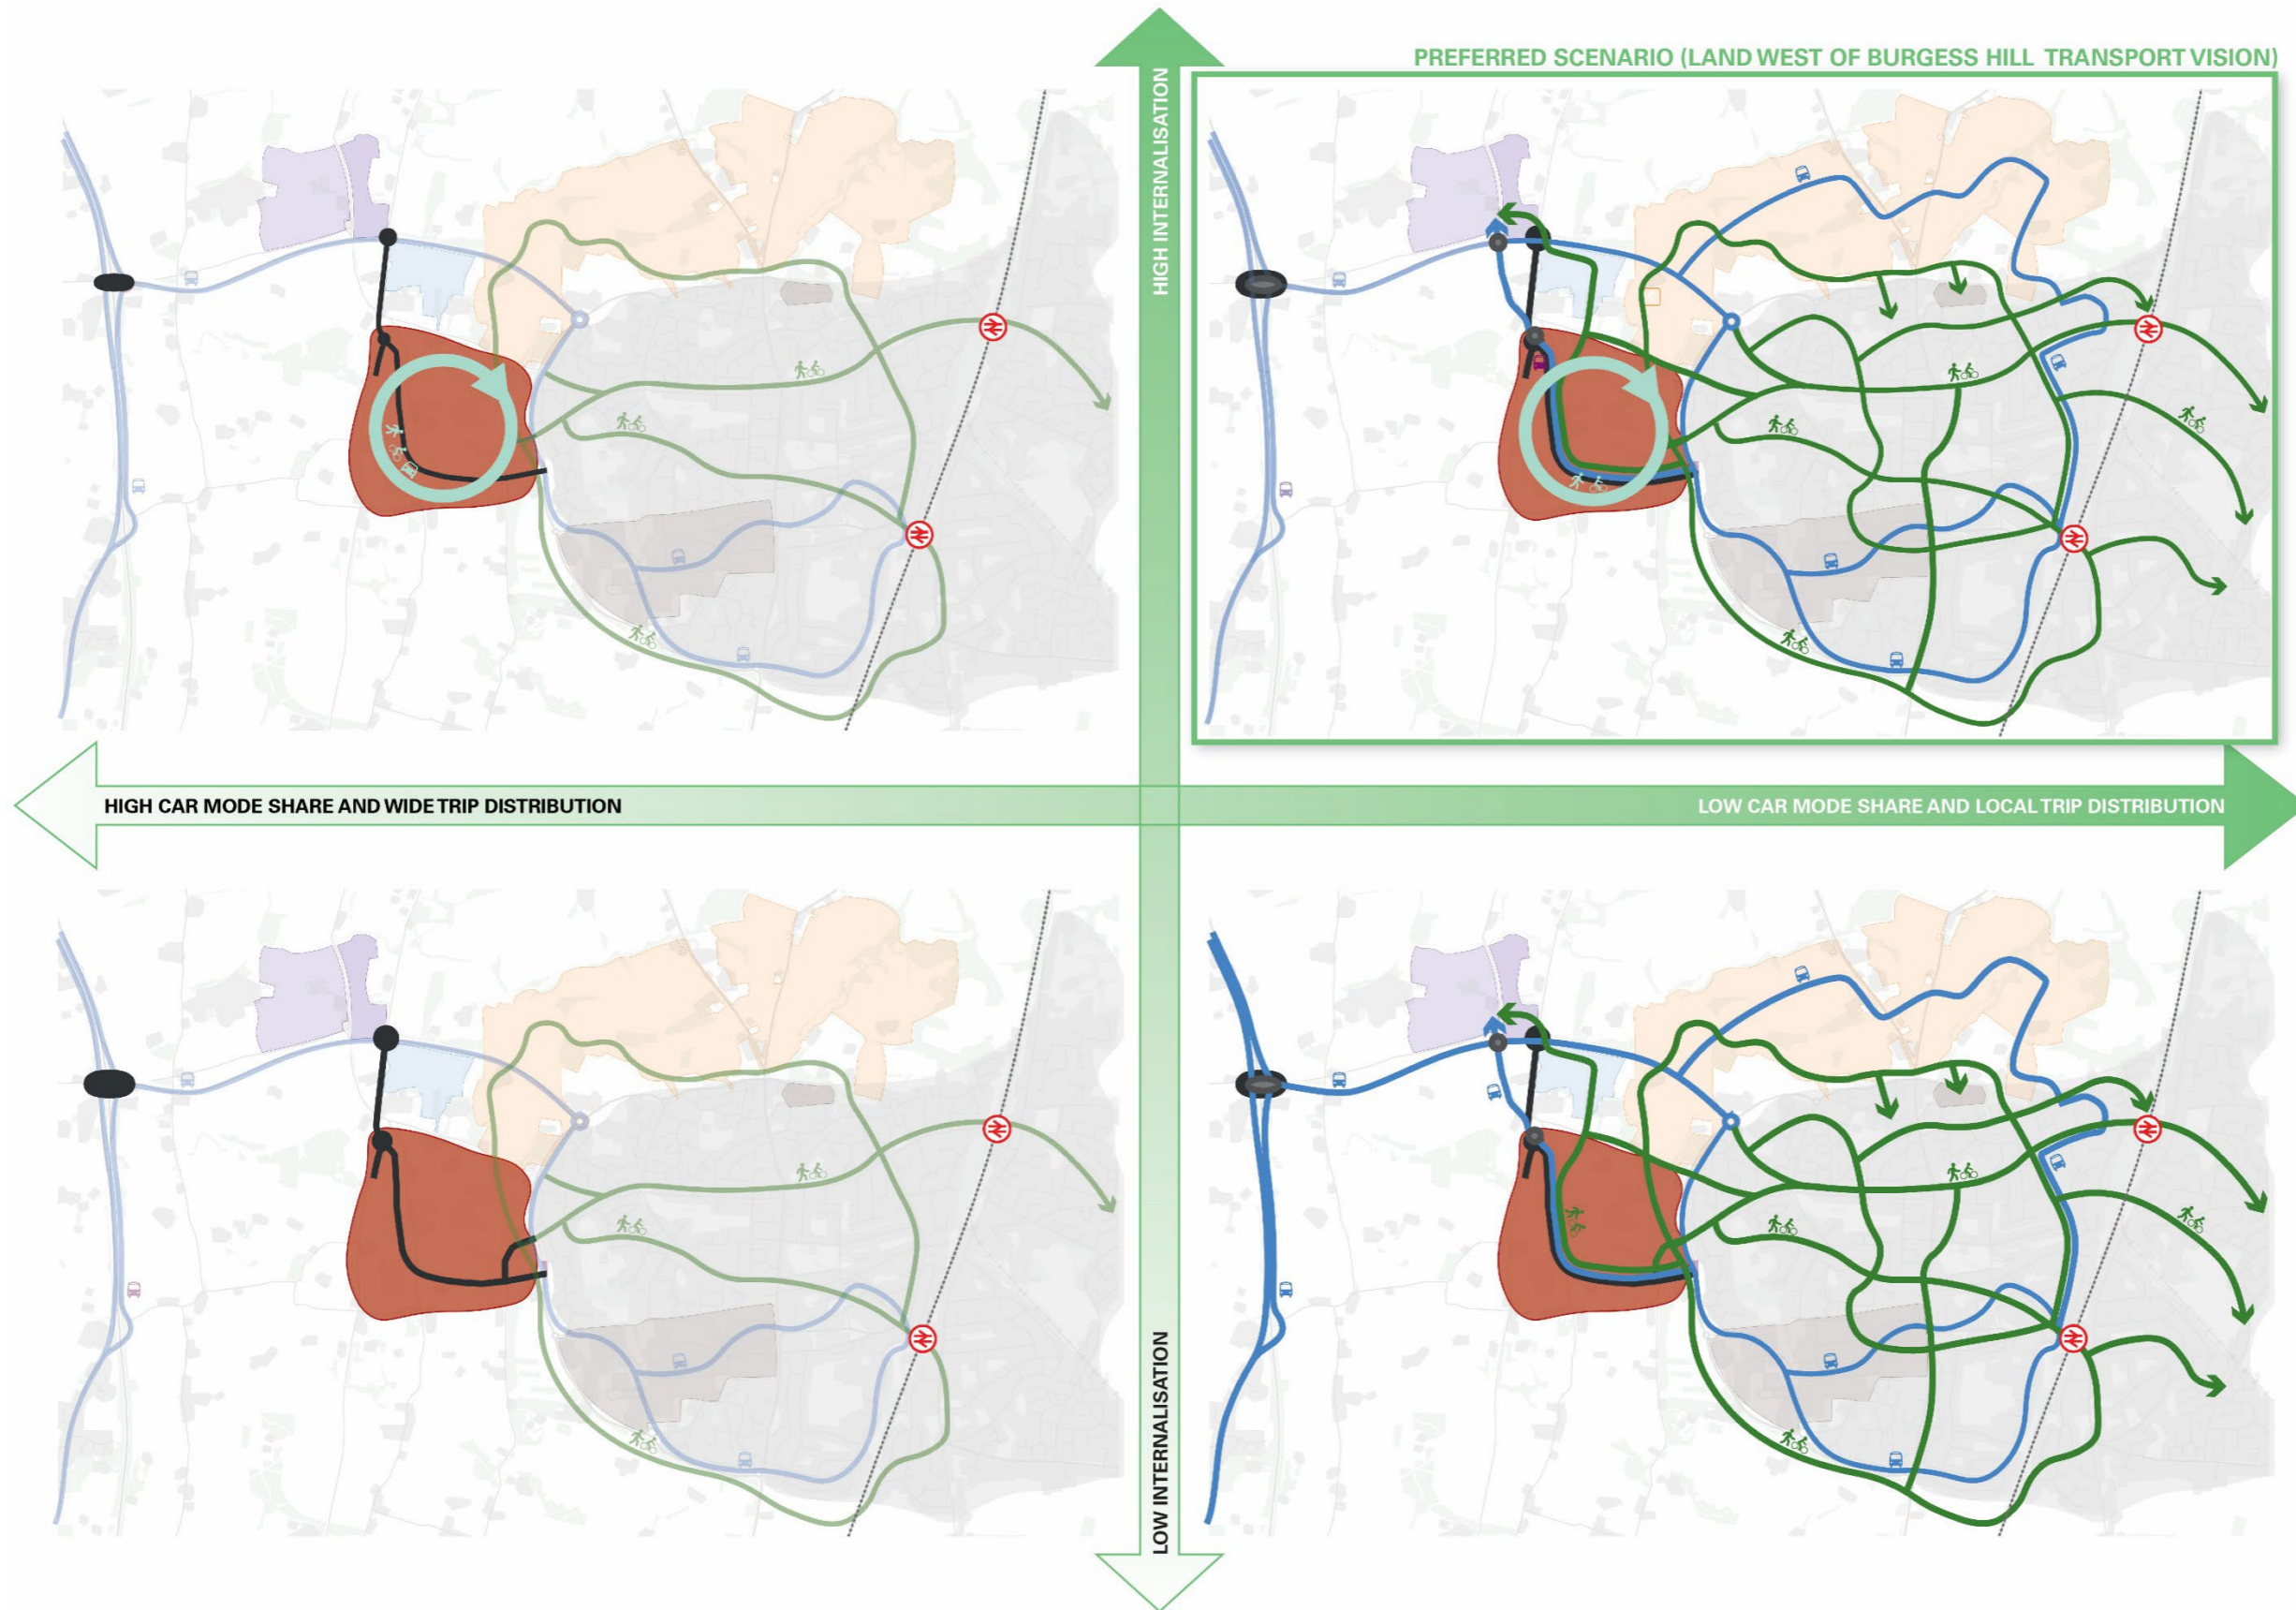 PREFERRED SCENARIO (LAND WEST OF BURGESS HILL TRANSPORT VISION)
HIGH INTERNALISATION
HIGH CAR MODE SHARE AND WIDE TRIP DISTRIBUTION
LOW CAR MODE SHARE AND LOCAL TRIP DISTRIBUTION
LOW INTERNALISATION